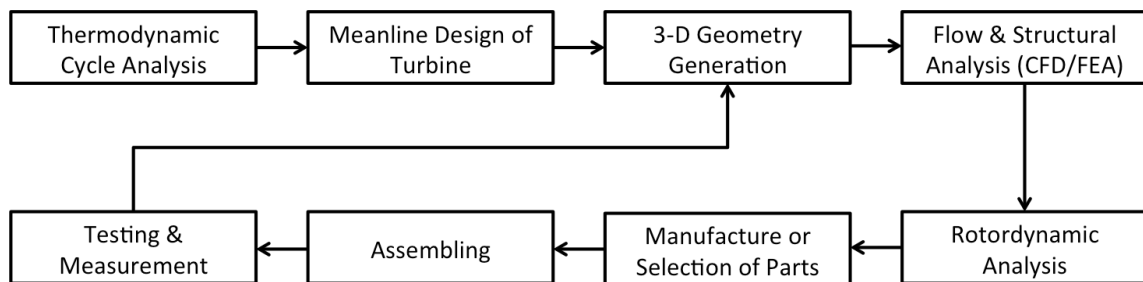 Thermodynamic
Cycle Analysis
Meanline Design of
Turbine
3-D Geometry
Generation
Flow & Structural
Analysis (CFD/FEA)
Testing &
Measurement
Assembling
Manufacture or
Selection of Parts
Rotordynamic
Analysis